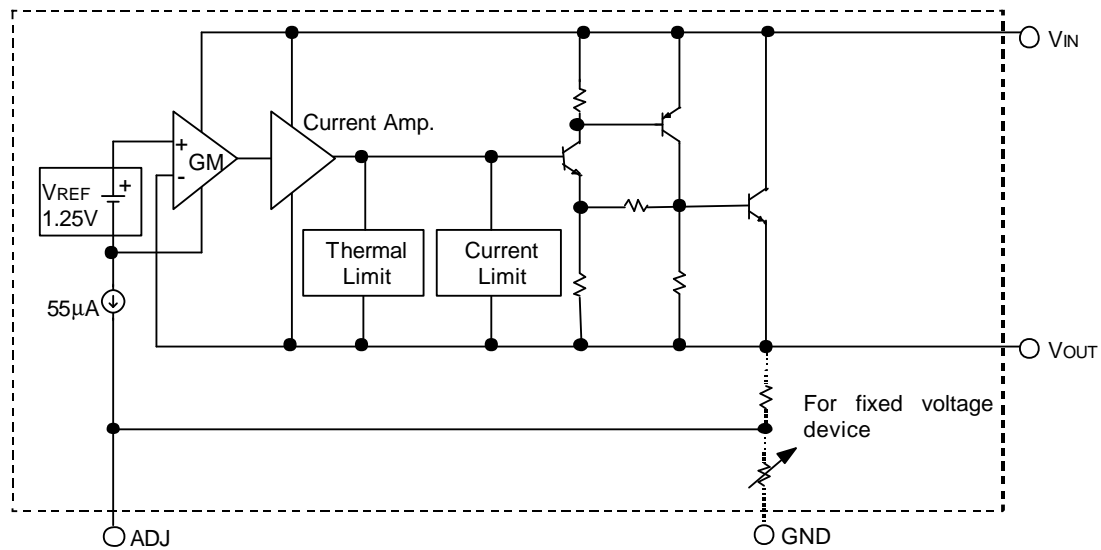 VIN
Current Amp.
+
GM
-
+
VREF
1.25V
Thermal
Limit
Current
Limit
55μA
VOUT
For fixed voltage
device
ADJ
GND